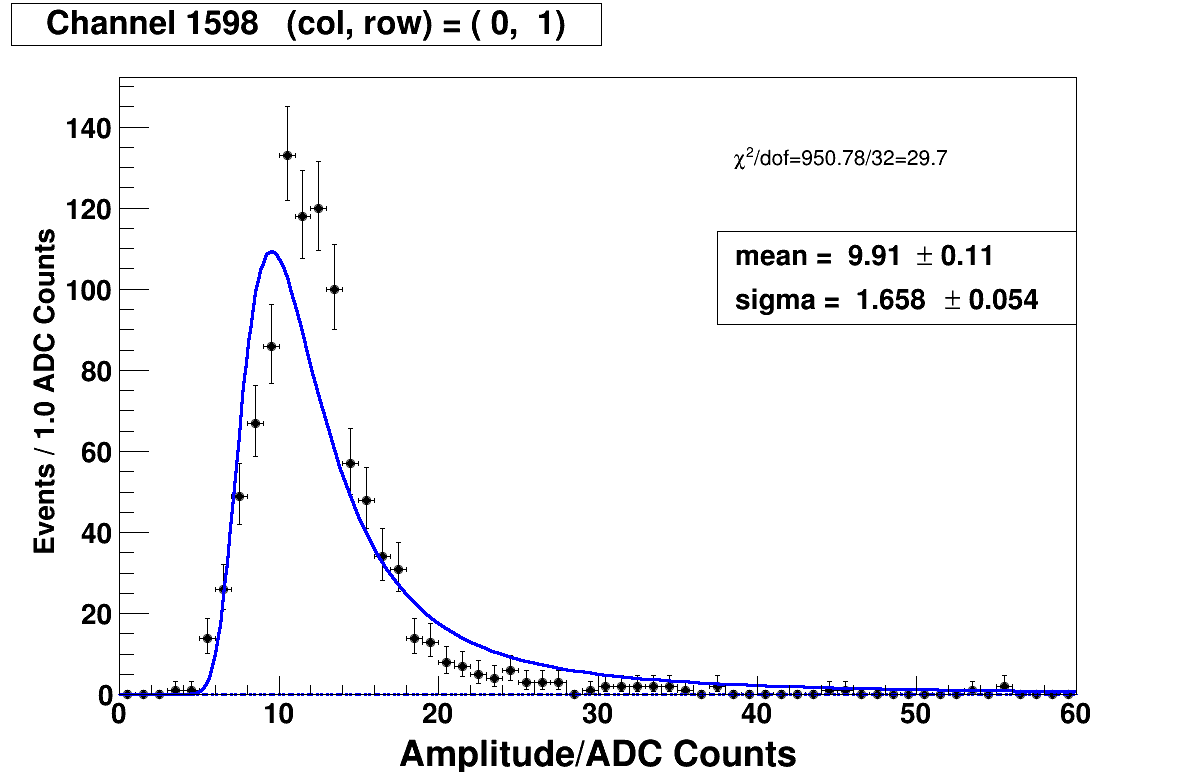 Channel 1598 (col, row) = ( 0, 1)
χ²/dof=950.78/32=29.7
mean = 9.91 ± 0.11
sigma = 1.658 ± 0.054
Events / 1.0 ADC Counts
140
120
100
80
60
40
20
0
0 10 20 30 40 50 60
Amplitude/ADC Counts